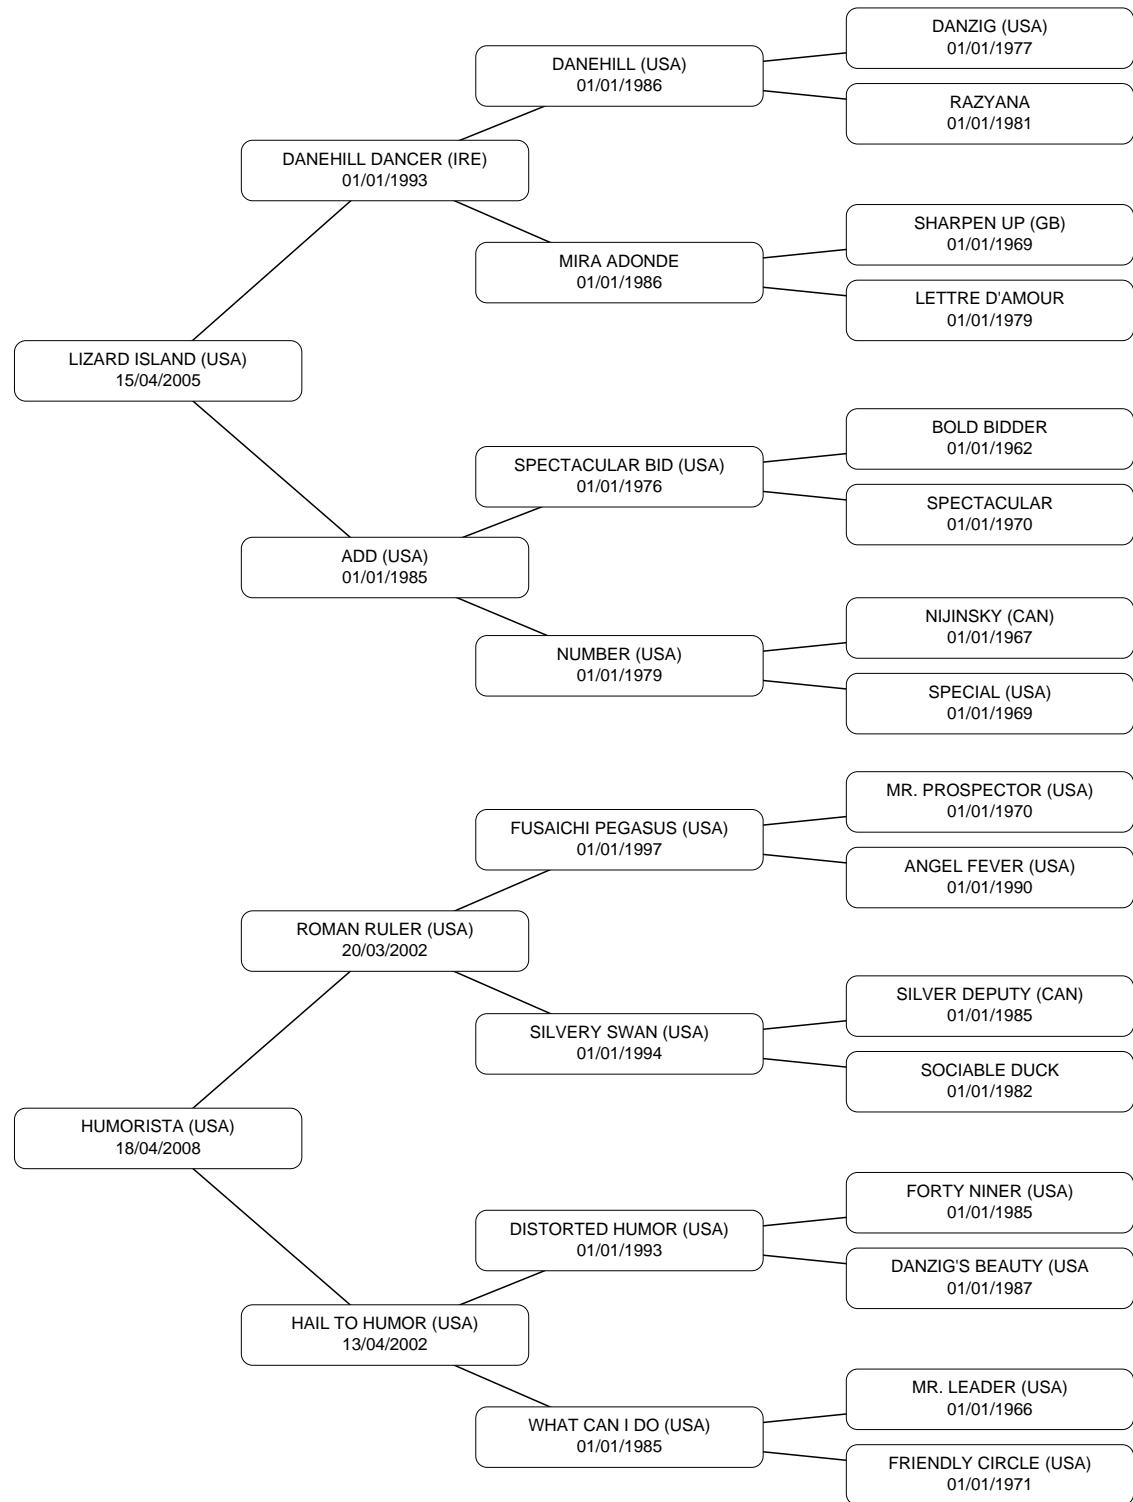 DANZIG (USA)
01/01/1977
DANEHILL (USA)
01/01/1986
RAZYANA
01/01/1981
DANEHILL DANCER (IRE)
01/01/1993
SHARPEN UP (GB)
01/01/1969
MIRA ADONDE
01/01/1986
LETTRE D'AMOUR
01/01/1979
LIZARD ISLAND (USA)
15/04/2005
BOLD BIDDER
01/01/1962
SPECTACULAR BID (USA)
01/01/1976
SPECTACULAR
01/01/1970
ADD (USA)
01/01/1985
NIJINSKY (CAN)
01/01/1967
NUMBER (USA)
01/01/1979
SPECIAL (USA)
01/01/1969
MR. PROSPECTOR (USA)
01/01/1970
FUSAICHI PEGASUS (USA)
01/01/1997
ANGEL FEVER (USA)
01/01/1990
ROMAN RULER (USA)
20/03/2002
SILVER DEPUTY (CAN)
01/01/1985
SILVERY SWAN (USA)
01/01/1994
SOCIABLE DUCK
01/01/1982
HUMORISTA (USA)
18/04/2008
FORTY NINER (USA)
01/01/1985
DISTORTED HUMOR (USA)
01/01/1993
DANZIG'S BEAUTY (USA
01/01/1987
HAIL TO HUMOR (USA)
13/04/2002
MR. LEADER (USA)
01/01/1966
WHAT CAN I DO (USA)
01/01/1985
FRIENDLY CIRCLE (USA)
01/01/1971